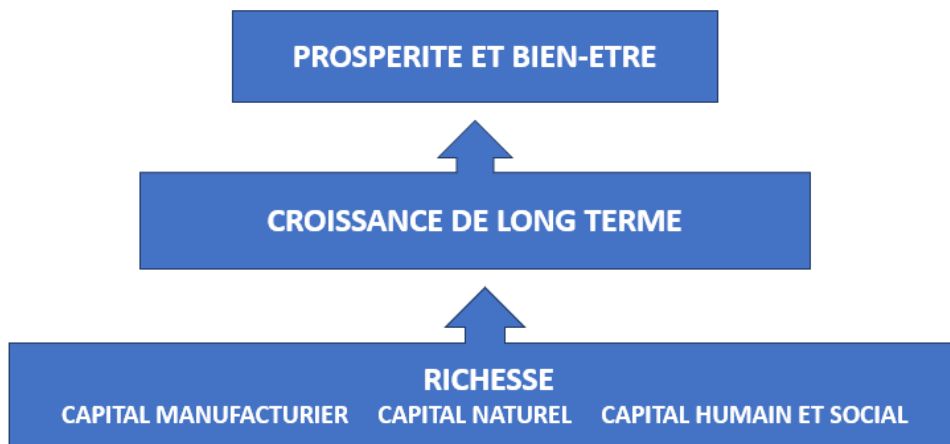 PROSPERITE ET BIEN-ETRE
CROISSANCE DE LONG TERME
RICHESSE
CAPITAL MANUFACTURIER CAPITAL NATUREL CAPITAL HUMAIN ET SOCIAL